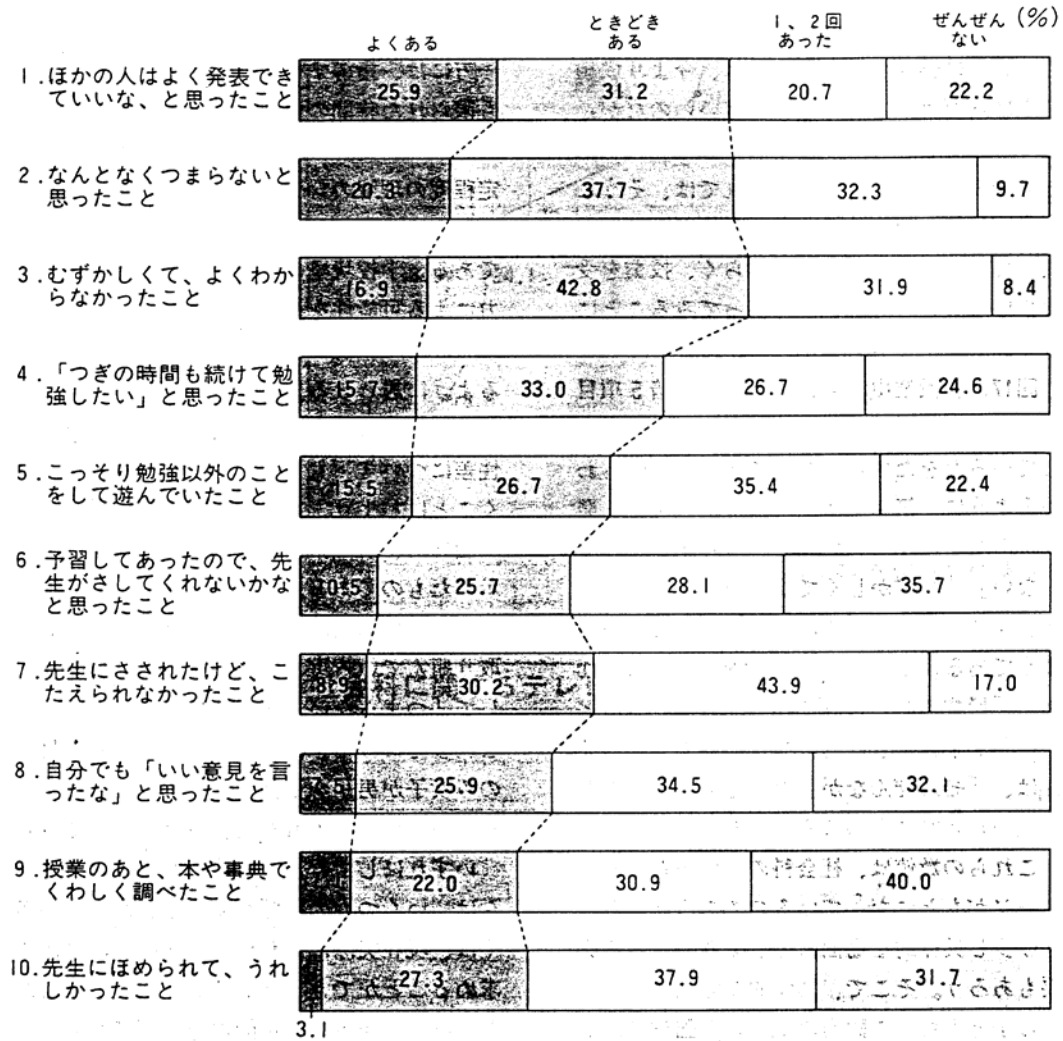 よくある ときどきある 1、2回あった ぜんぜんない (%)
1.ほかの人はよく発表でき
ていいな、と思ったこと
25.9 31.2 20.7 22.2
2.なんとなくつまらないと
思ったこと
20.3 37.7 32.3 9.7
3.むずかしくて、よくわか
らなかったこと
16.9 42.8 31.9 8.4
4.「つぎの時間も続けて勉
強したい」と思ったこと
15.7 33.0 26.7 24.6
5.こっそり勉強以外のこと
をして遊んでいたこと
15.5 26.7 35.4 22.4
6.予習してあったので、先
生がさしてくれないかな
と思ったこと
10.5 25.7 28.1 35.7
7.先生にさされたけど、こ
たえられなかったこと
8.9 30.2 43.9 17.0
8.自分でも「いい意見を言
ったな」と思ったこと
25.9 34.5 32.1
9.授業のあと、本や事典で
くわしく調べたこと
22.0 30.9 40.0
10.先生にほめられて、うれ
しかったこと
27.3 37.9 31.7
3.1